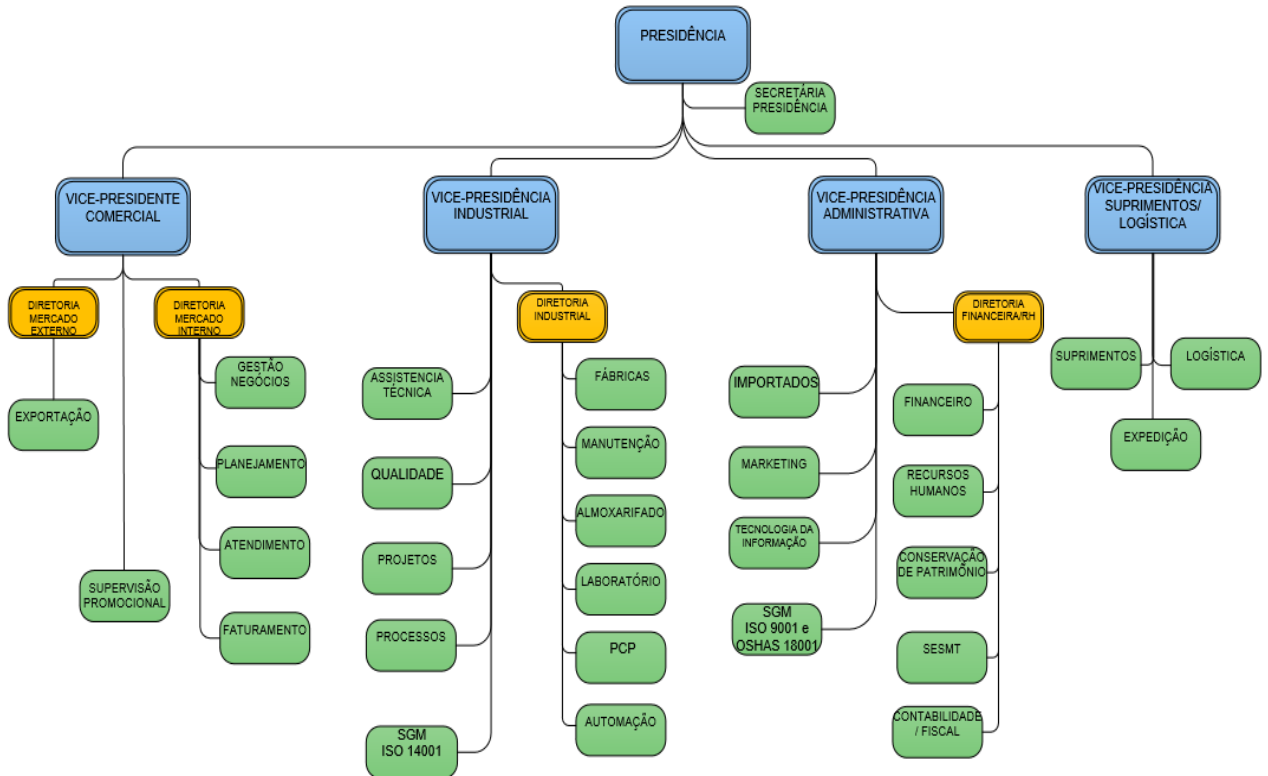 PRESIDÊNCIA
SECRETÁRIA
PRESIDÊNCIA
VICE-PRESIDENTE
COMERCIAL
VICE-PRESIDÊNCIA
INDUSTRIAL
VICE-PRESIDÊNCIA
ADMINISTRATIVA
VICE-PRESIDÊNCIA
SUPRIMENTOS/
LOGÍSTICA
DIRETORIA
MERCADO
EXTERNO
DIRETORIA
MERCADO
INTERNO
DIRETORIA
INDUSTRIAL
DIRETORIA
FINANCEIRA/RH
EXPORTAÇÃO
SUPERVISÃO
PROMOCIONAL
GESTÃO
NEGÓCIOS
PLANEJAMENTO
ATENDIMENTO
FATURAMENTO
ASSISTENCIA
TÉCNICA
QUALIDADE
PROJETOS
PROCESSOS
SGM
ISO 14001
FÁBRICAS
MANUTENÇÃO
ALMOXARIFADO
LABORATÓRIO
PCP
AUTOMAÇÃO
IMPORTADOS
MARKETING
TECNOLOGIA DA
INFORMAÇÃO
SGM
ISO 9001 e
OSHAS 18001
FINANCEIRO
RECURSOS
HUMANOS
CONSERVAÇÃO
DE PATRIMÔNIO
SESMT
CONTABILIDADE
/ FISCAL
SUPRIMENTOS
LOGÍSTICA
EXPEDIÇÃO